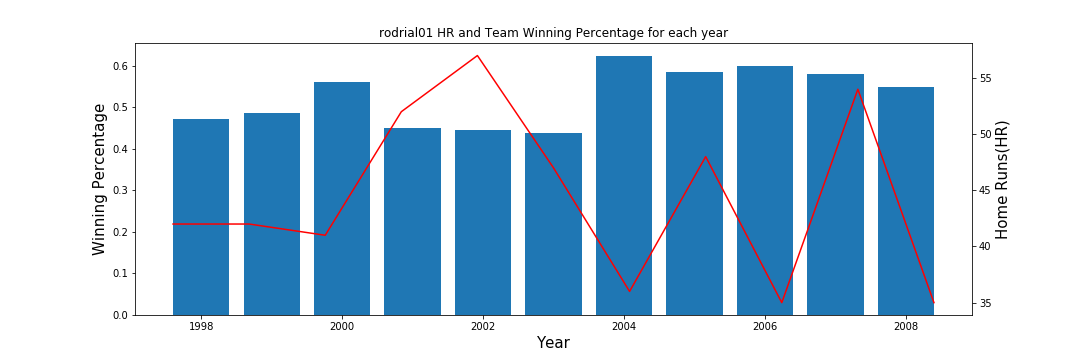 rodrial01 HR and Team Winning Percentage for each year
Winning Percentage
0.6
0.5
0.4
0.3
0.2
0.1
0.0
55
50
45
40
35
Home Runs(HR)
1998 2000 2002 2004 2006 2008
Year